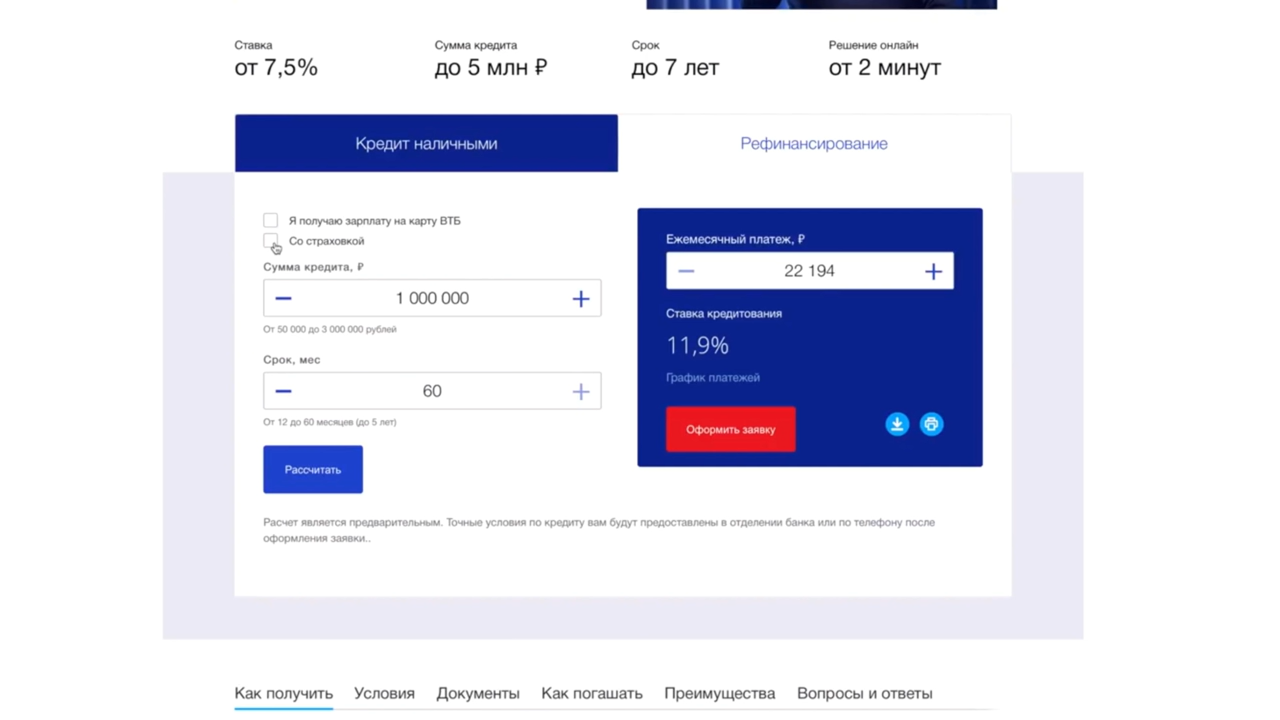 Ставка
от 7,5%
Сумма кредита
до 5 млн ₽
Срок
до 7 лет
Решение онлайн
от 2 минут
Кредит наличными
Рефинансирование
Я получаю зарплату на карту ВТБ
Со страховкой
Сумма кредита, ₽
1 000 000
От 50 000 до 3 000 000 рублей
Срок, мес
60
От 12 до 60 месяцев (до 5 лет)
Рассчитать
Ежемесячный платеж, ₽
22 194
Ставка кредитования
11,9%
График платежей
Оформить заявку
Расчет является предварительным. Точные условия по кредиту вам будут предоставлены в отделении банка или по телефону после
оформления заявки..
Как получить Условия Документы Как погашать Преимущества Вопросы и ответы